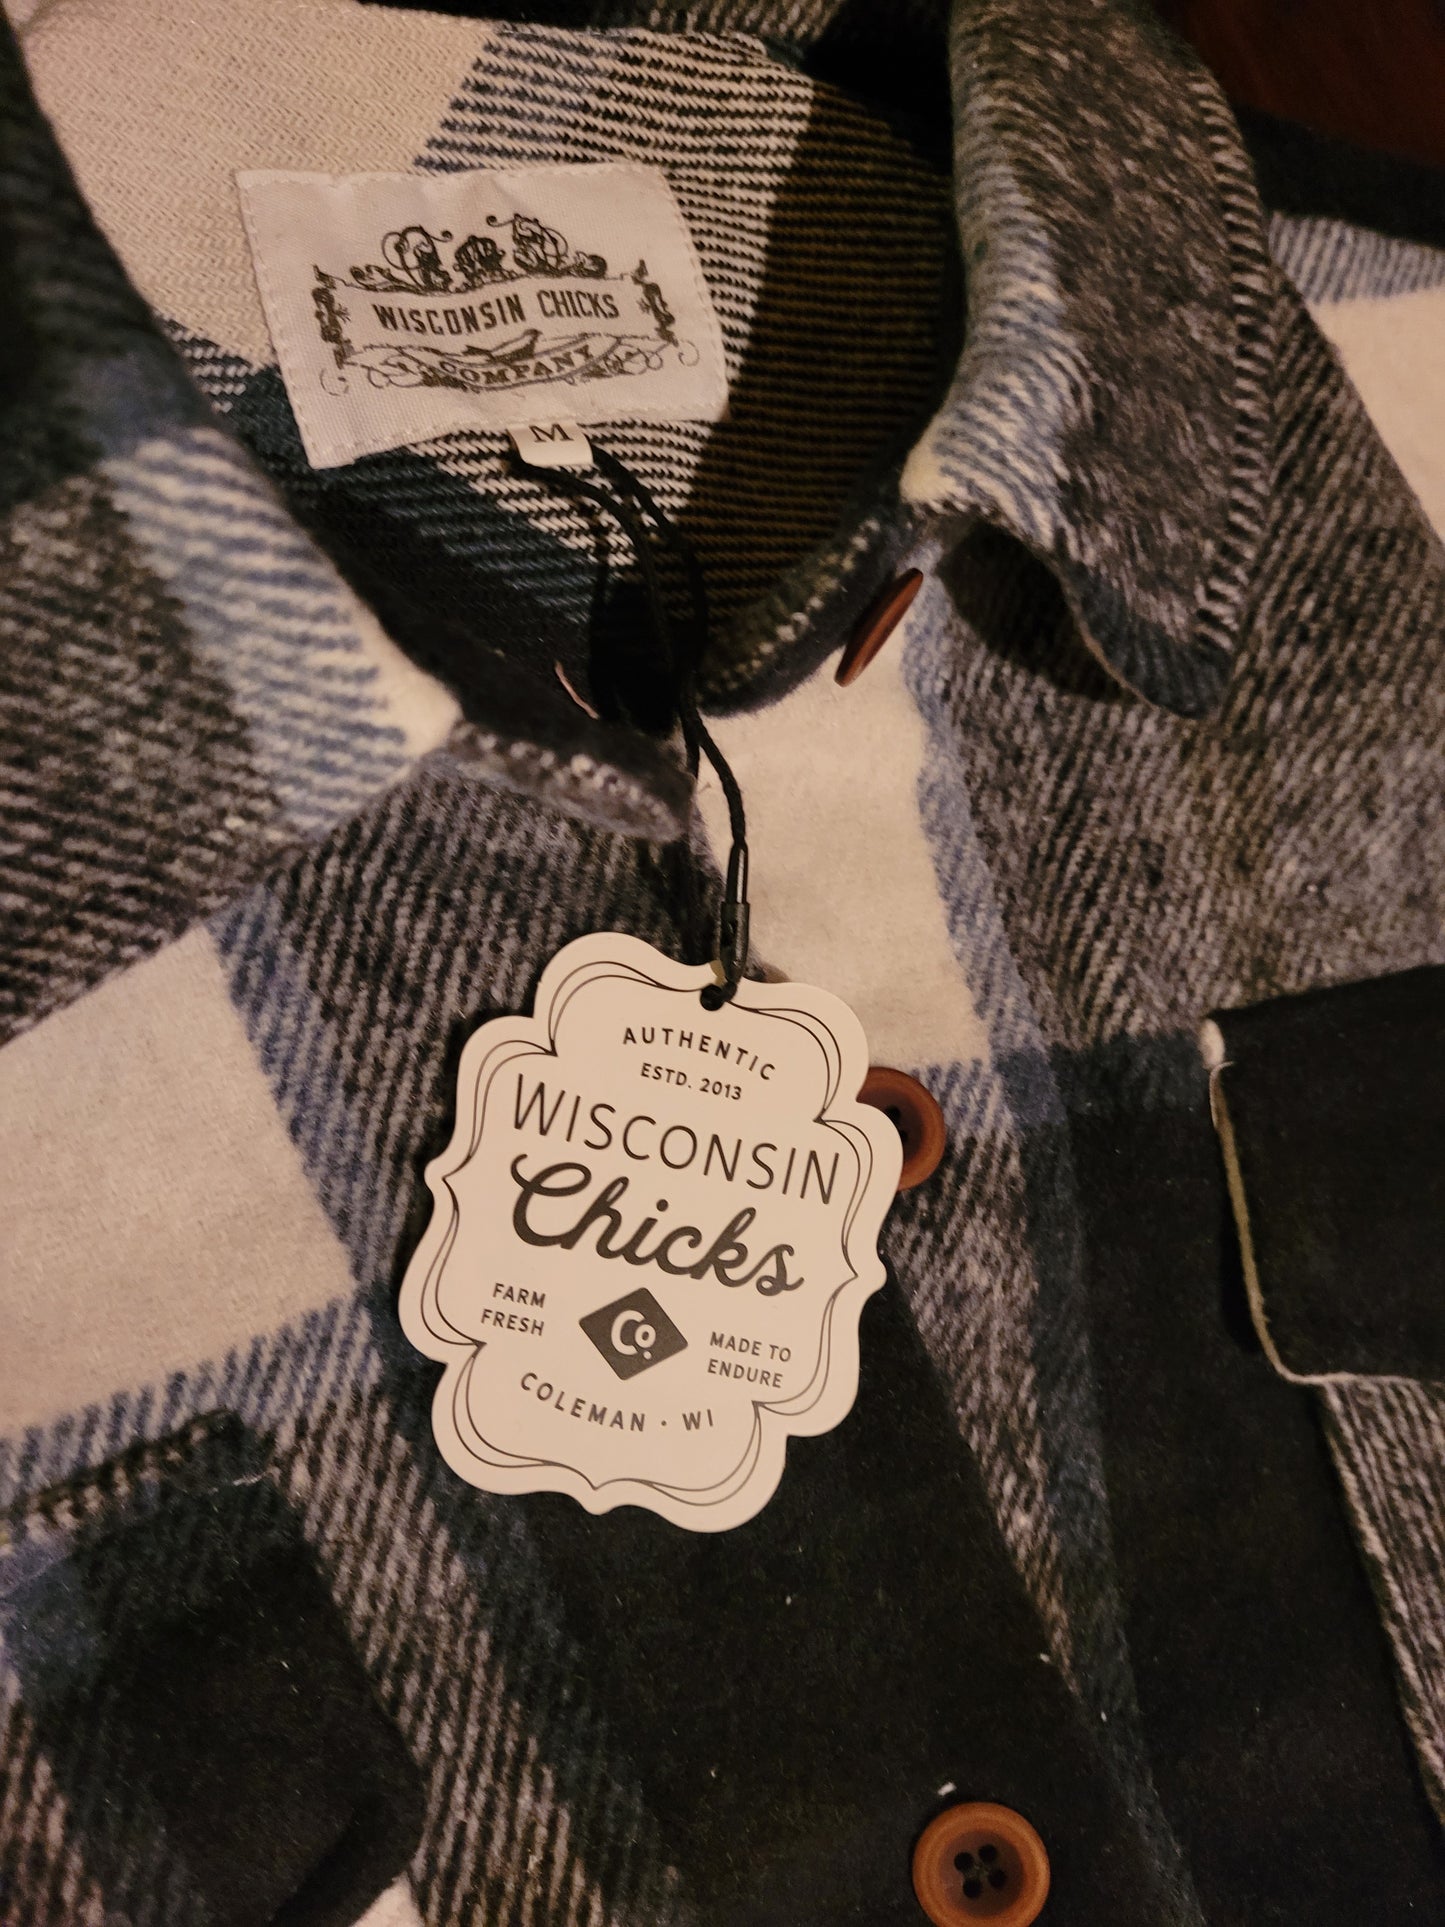 WISCONSIN CHICKS
COMPANY
M
AUTHENTIC
ESTD. 2013
WISCONSIN
Chicks
FARM
FRESH
Co.
MADE TO
ENDURE
COLEMAN • WI